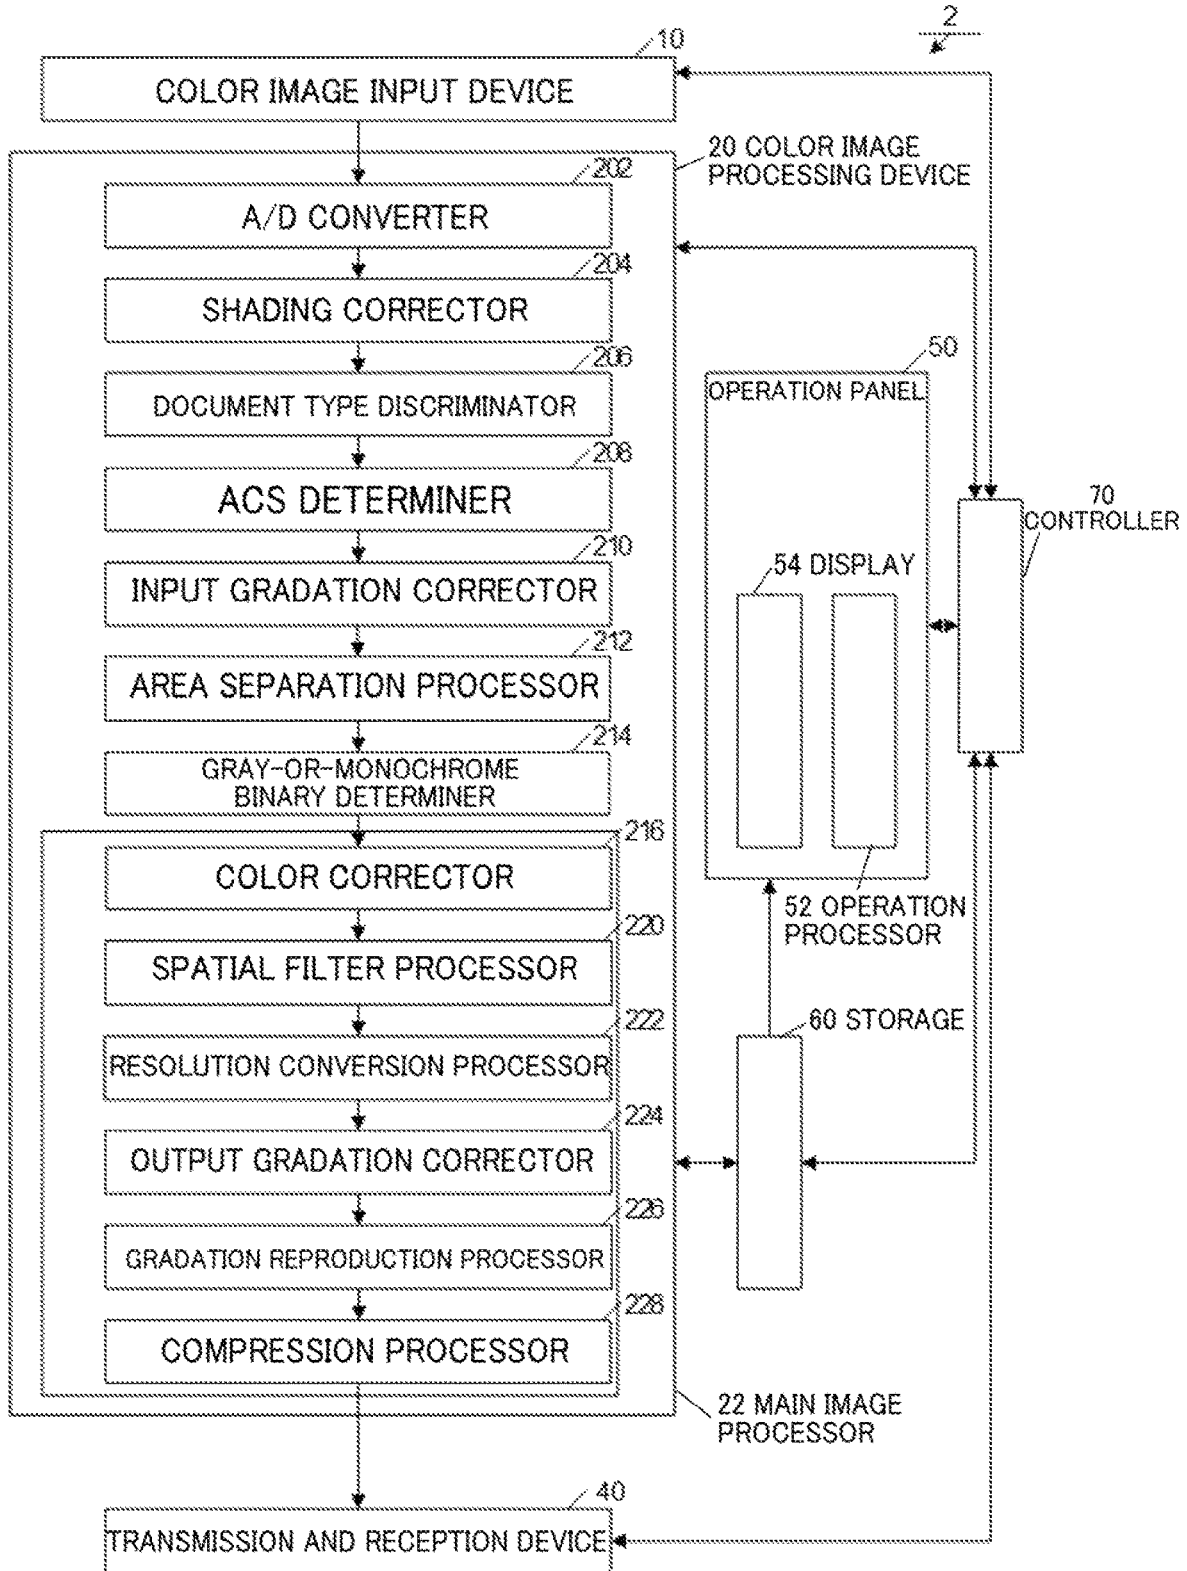 2
10
COLOR IMAGE INPUT DEVICE
20 COLOR IMAGE
PROCESSING DEVICE
202
A/D CONVERTER
204
SHADING CORRECTOR
206
DOCUMENT TYPE DISCRIMINATOR
208
ACS DETERMINER
210
INPUT GRADATION CORRECTOR
212
AREA SEPARATION PROCESSOR
214
GRAY-OR-MONOCHROME
BINARY DETERMINER
216
COLOR CORRECTOR
220
SPATIAL FILTER PROCESSOR
222
RESOLUTION CONVERSION PROCESSOR
224
OUTPUT GRADATION CORRECTOR
226
GRADATION REPRODUCTION PROCESSOR
228
COMPRESSION PROCESSOR
22 MAIN IMAGE
PROCESSOR
40
TRANSMISSION AND RECEPTION DEVICE
50
OPERATION PANEL
54 DISPLAY
52 OPERATION
PROCESSOR
60 STORAGE
70
CONTROLLER